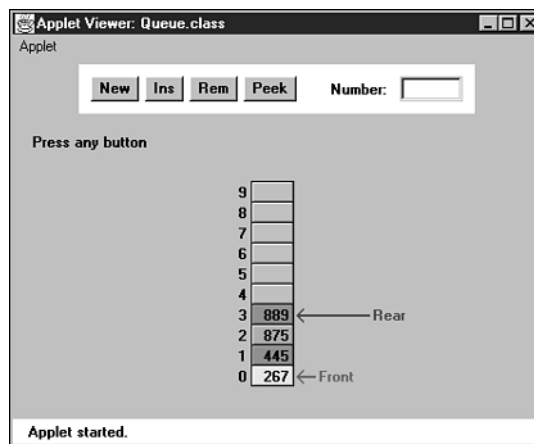 Applet Viewer: Queue.class
Applet
New Ins Rem Peek Number:
Press any button
9
8
7
6
5
4
3 889 Rear
2 875
1 445
0 267 Front
Applet started.